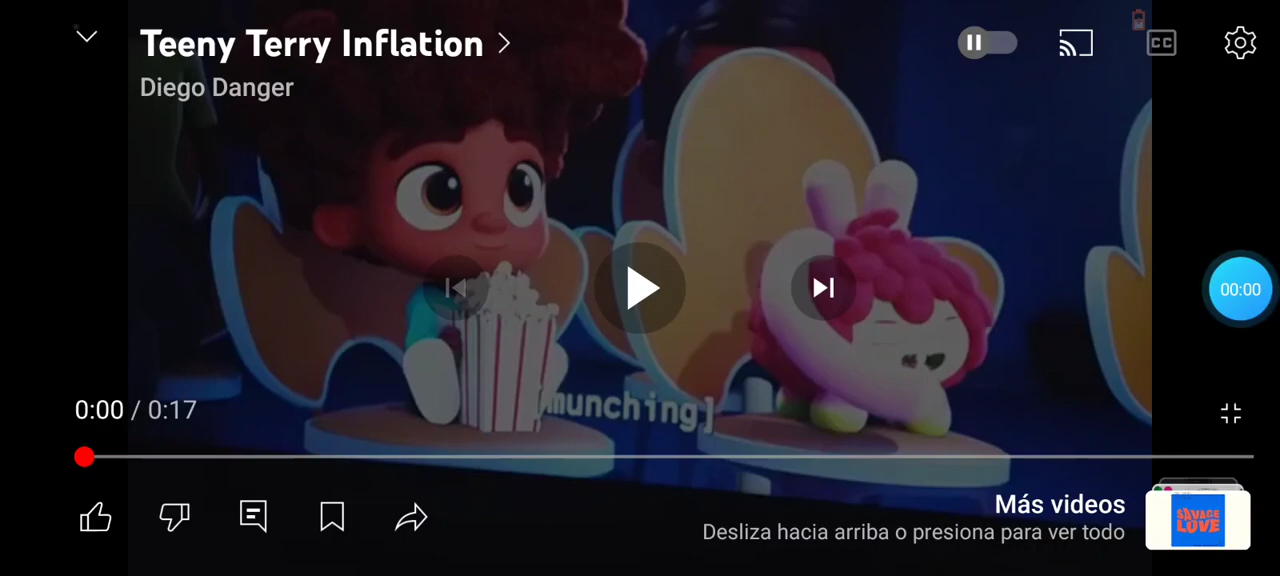 Teeny Terry Inflation
Diego Danger
CC
00:00
munching]
0:00 / 0:17
Más videos
Desliza hacia arriba o presiona para ver todo
SAVAGE
LOVE